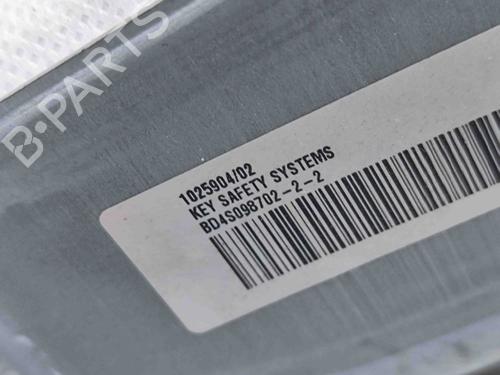 B-PARTS
1025904/02
KEY SAFETY SYSTEMS
BD4S098702-2-2